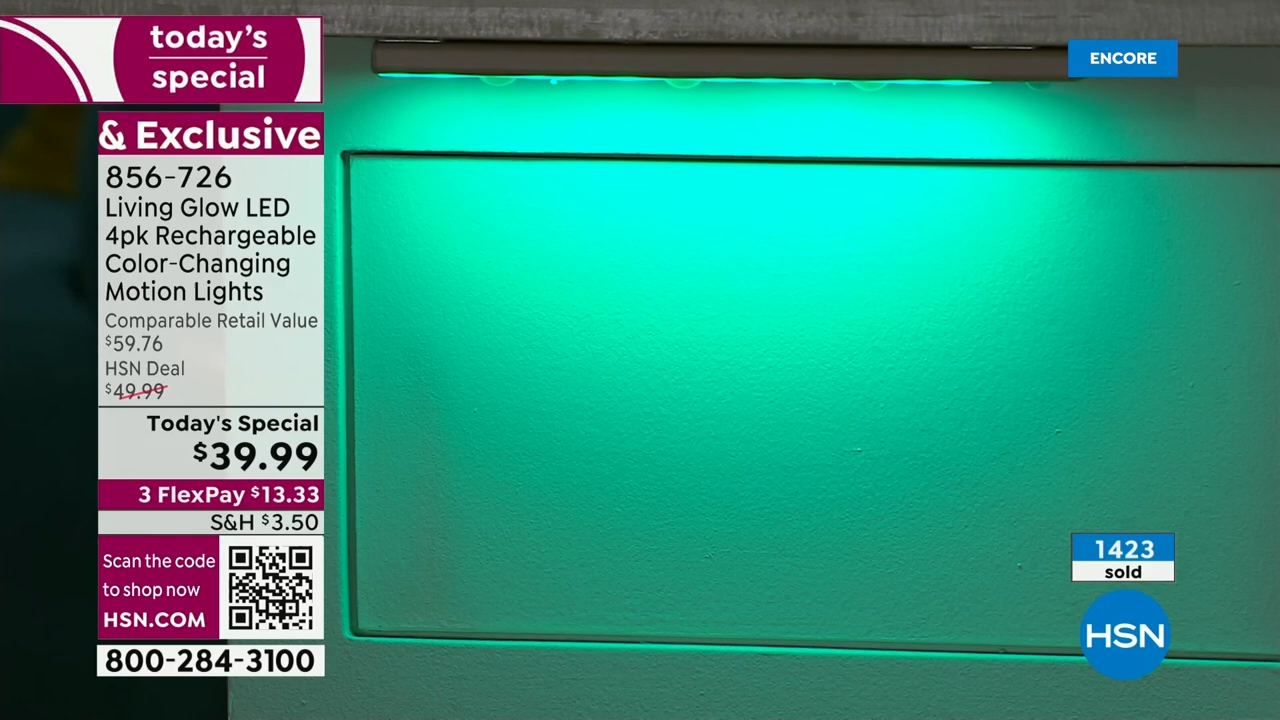 today's
special
ENCORE
& Exclusive
856-726
Living Glow LED
4pk Rechargeable
Color-Changing
Motion Lights
Comparable Retail Value
$59.76
HSN Deal
$49.99
Today's Special
$39.99
3 FlexPay $13.33
S&H $3.50
Scan the code
to shop now
HSN.COM
800-284-3100
1423
sold
HSN